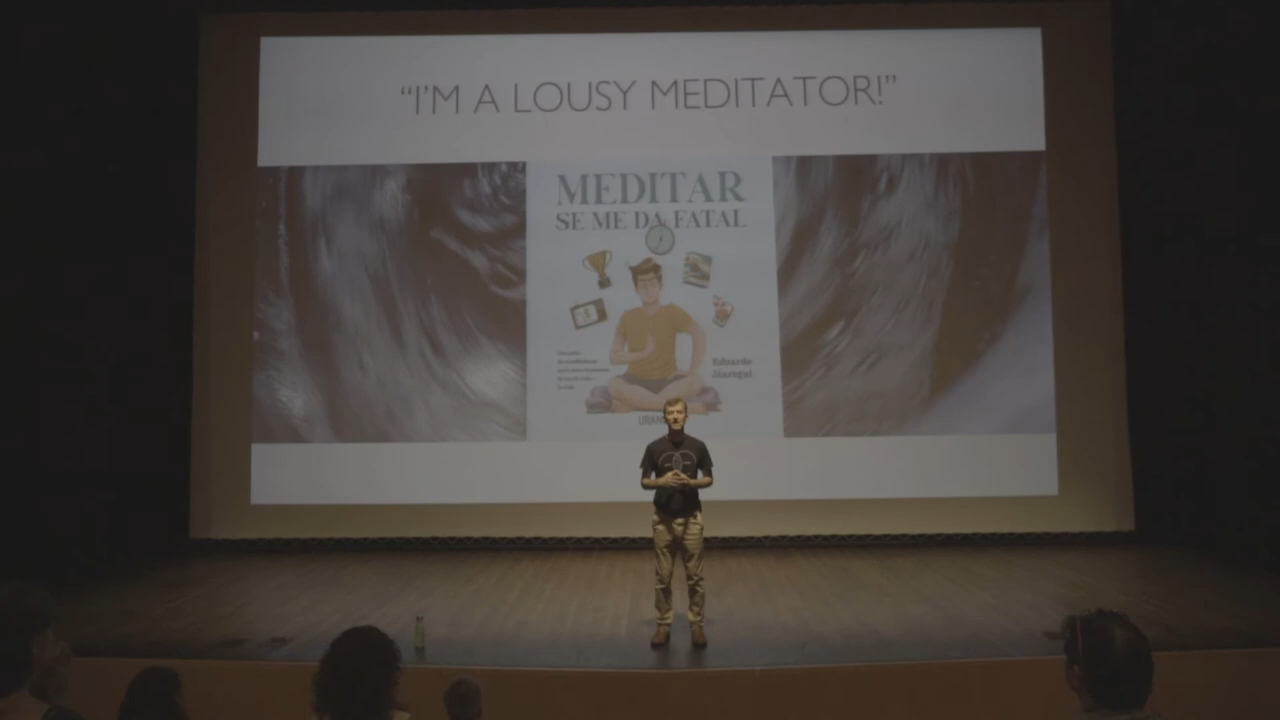 “I’M A LOUSY MEDITATOR!”
MEDITAR
SE ME DA FATAL
Eduardo
Jáuregui